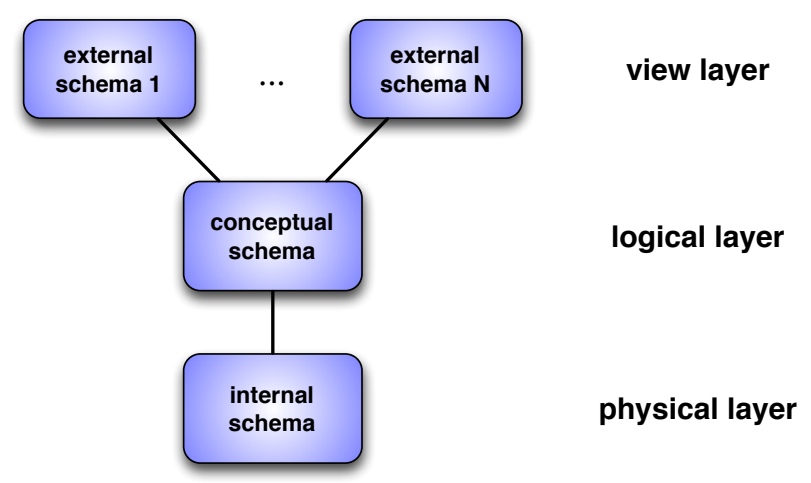 external
schema 1
...
external
schema N
view layer
conceptual
schema
logical layer
internal
schema
physical layer